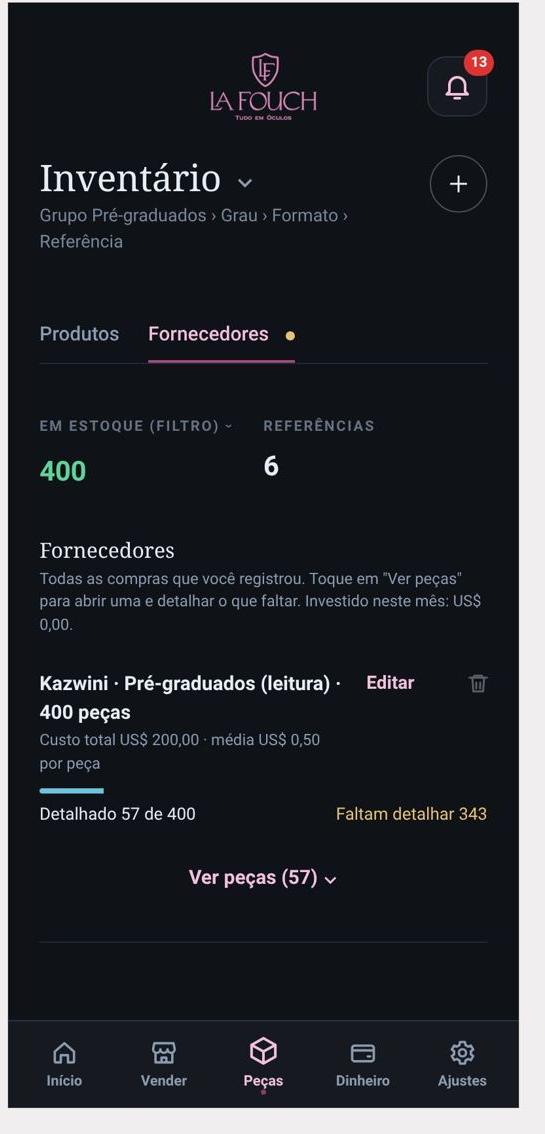 13
LA FOUCH
TUDO EM ÓCULOS
Inventário
Grupo Pré-graduados › Grau › Formato ›
Referência
Produtos Fornecedores
EM ESTOQUE (FILTRO) REFERÊNCIAS
400 6
Fornecedores
Todas as compras que você registrou. Toque em "Ver peças"
para abrir uma e detalhar o que faltar. Investido neste mês: US$
0,00.
Kazwini · Pré-graduados (leitura) · Editar
400 peças
Custo total US$ 200,00 · média US$ 0,50
por peça
Detalhado 57 de 400 Faltam detalhar 343
Ver peças (57)
Início Vender Peças Dinheiro Ajustes